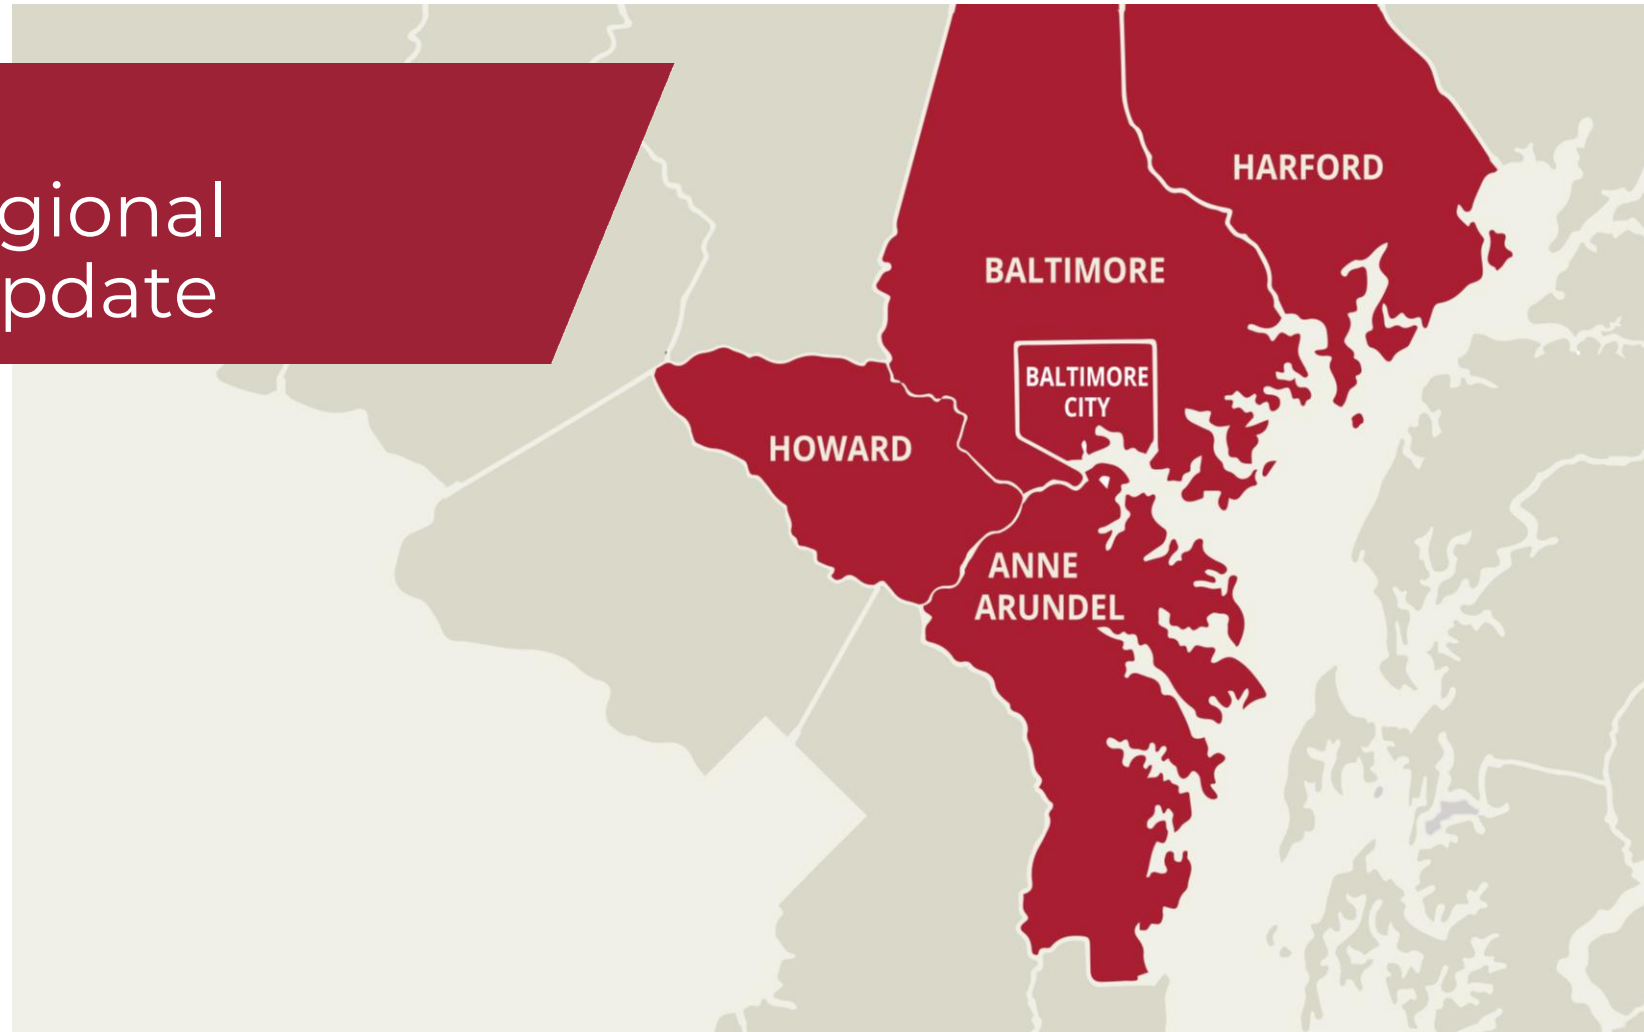 gional
pdate
HARFORD
BALTIMORE
BALTIMORE
CITY
HOWARD
ANNE
ARUNDEL